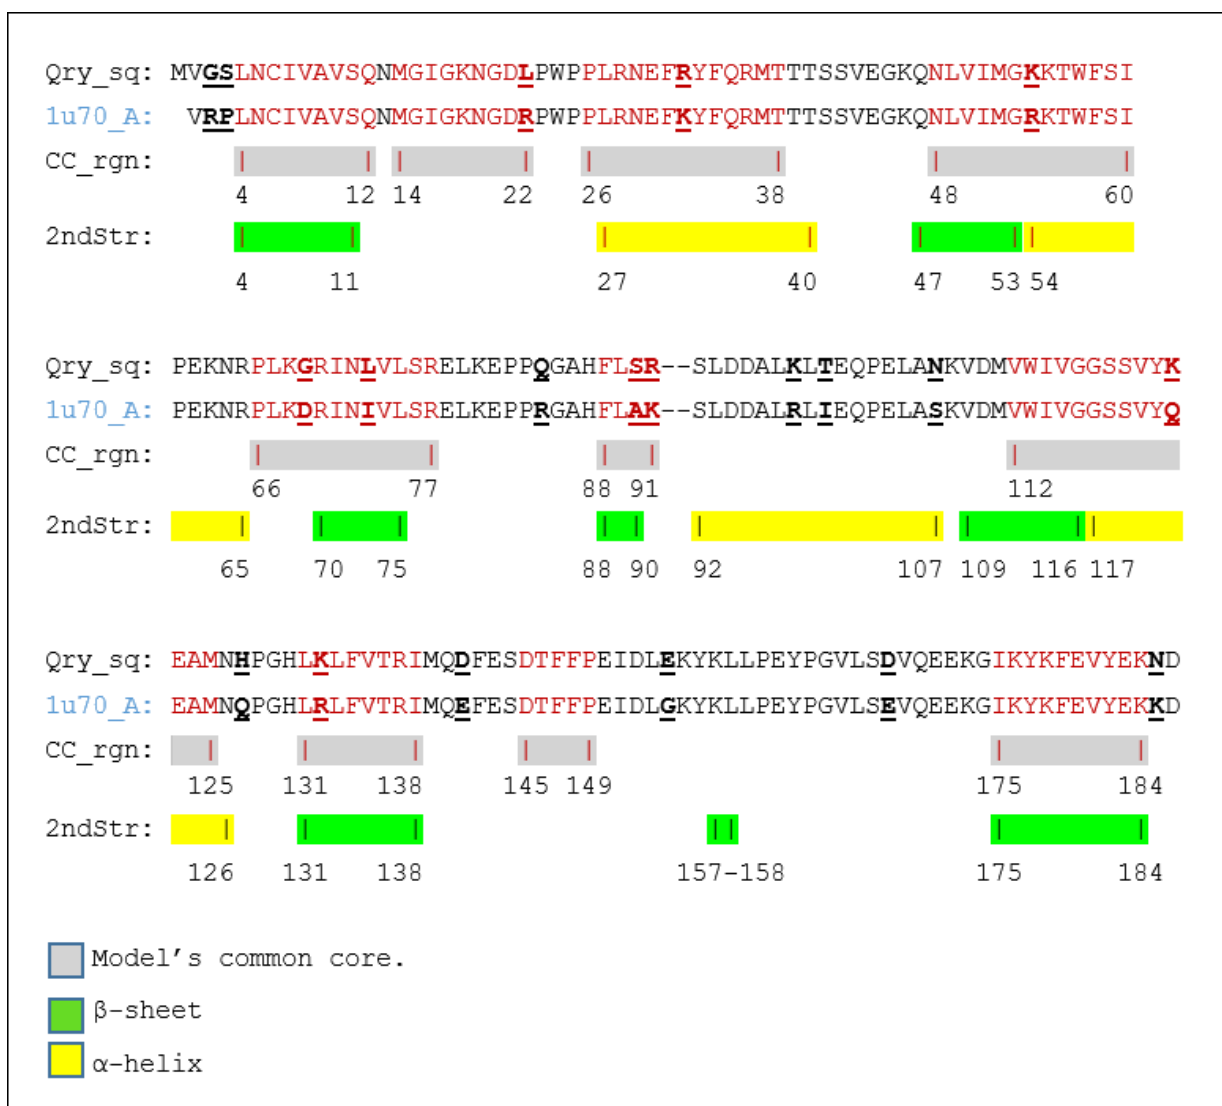 Qry_sq: MVGSLNCIVAVSQNMGIGKNGDLPWPPLRNEFRYFQRMTTTSSVEGKQNLVIMGKKTWFSI
1u70_A: VRPLNCIVAVSQNMGIGKNGDRPWPPLRNEFKYFQRMTTTSSVEGKQNLVIMGRKTWFSI
CC_rgn:
4 12 14 22 26 38 48 60
2ndStr:
4 11 27 40 47 53 54
Qry_sq: PEKNRPLKGRINLVLSRELKEPPQGAHFLSR--SLDDALKLTEQPELANKVDMVWIVGGSSVYK
1u70_A: PEKNRPLKDRINIVLSRELKEPPRGAHFLAK--SLDDALRLIEQPELASKVDMVWIVGGSSVYQ
CC_rgn:
66 77 88 91 112
2ndStr:
65 70 75 88 90 92 107 109 116 117
Qry_sq: EAMNHPGHLKLFVTRIMQDFESDTFFPEIDLEKYKLLPEYPGVLSDVQEEKGIKYKFEVYEKND
1u70_A: EAMNQPGHLRLFVTRIMQEFESDTFFPEIDLGKYKLLPEYPGVLSEVQEEKGIKYKFEVYEKKD
CC_rgn:
125 131 138 145 149 175 184
2ndStr:
126 131 138 157-158 175 184
Model's common core.
β-sheet
α-helix